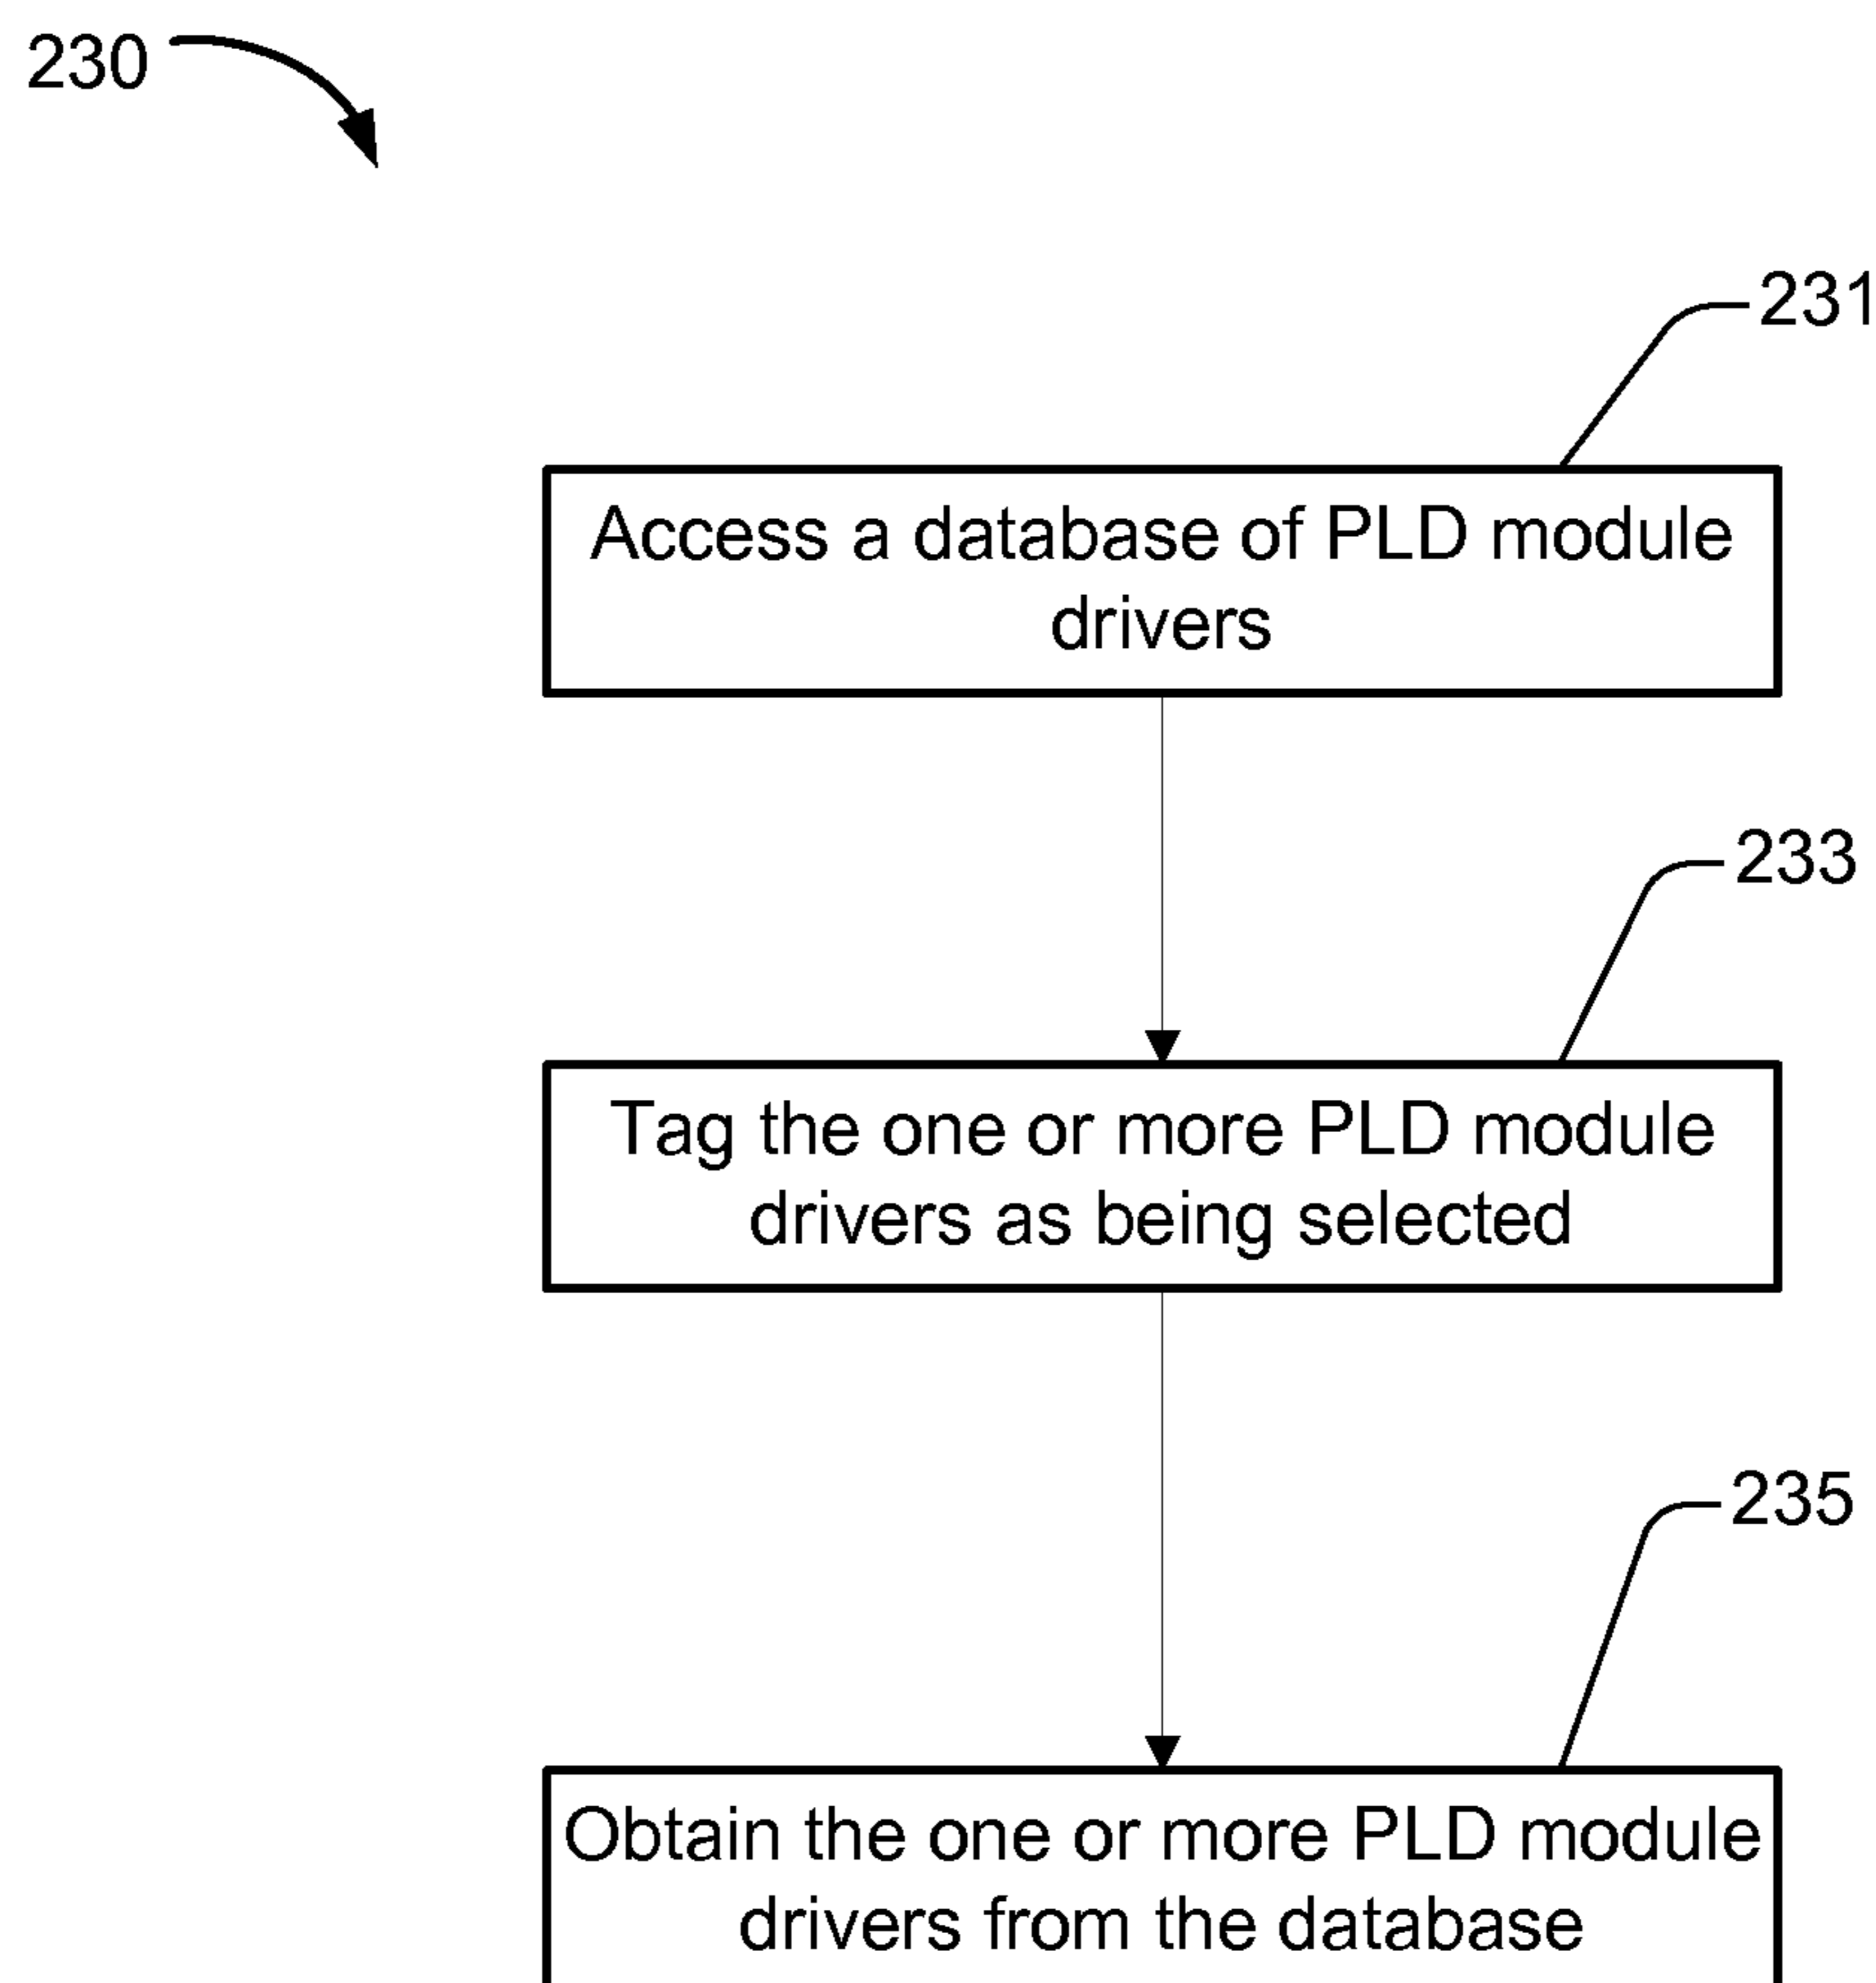 230
231
Access a database of PLD module
drivers
233
Tag the one or more PLD module
drivers as being selected
235
Obtain the one or more PLD module
drivers from the database